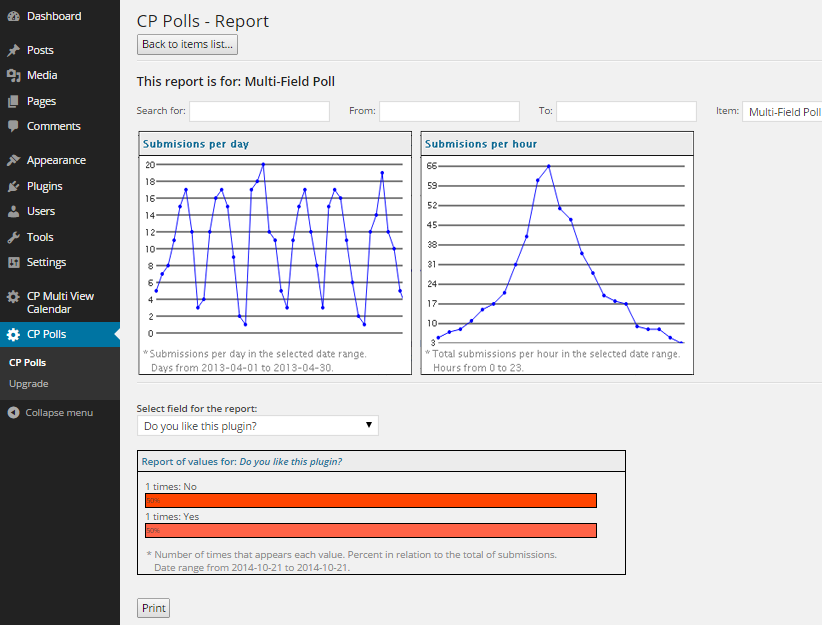 Dashboard
Posts
Media
Pages
Comments
Appearance
Plugins
Users
Tools
Settings
CP Multi View
Calendar
CP Polls
CP Polls
Upgrade
Collapse menu
CP Polls - Report
Back to items list...
This report is for: Multi-Field Poll
Search for:
From:
To:
Item:
Multi-Field Poll
Submisions per day
20
18
16
14
12
10
8
6
4
2
0
* Submissions per day in the selected date range.
Days from 2013-04-01 to 2013-04-30.
Submisions per hour
66
59
52
45
38
31
24
17
10
3
* Total submissions per hour in the selected date range.
Hours from 0 to 23.
Select field for the report:
Do you like this plugin?
Report of values for: Do you like this plugin?
1 times: No
50%
1 times: Yes
50%
* Number of times that appears each value. Percent in relation to the total of submissions.
Date range from 2014-10-21 to 2014-10-21.
Print